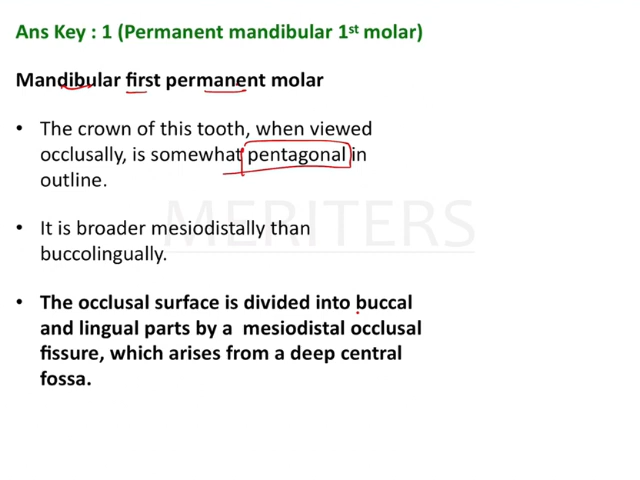 Ans Key : 1 (Permanent mandibular 1st molar)
Mandibular first permanent molar
• The crown of this tooth, when viewed
occlusally, is somewhat pentagonal in
outline.
• It is broader mesiodistally than
buccolingually.
MERITERS
• The occlusal surface is divided into buccal
and lingual parts by a mesiodistal occlusal
fissure, which arises from a deep central
fossa.